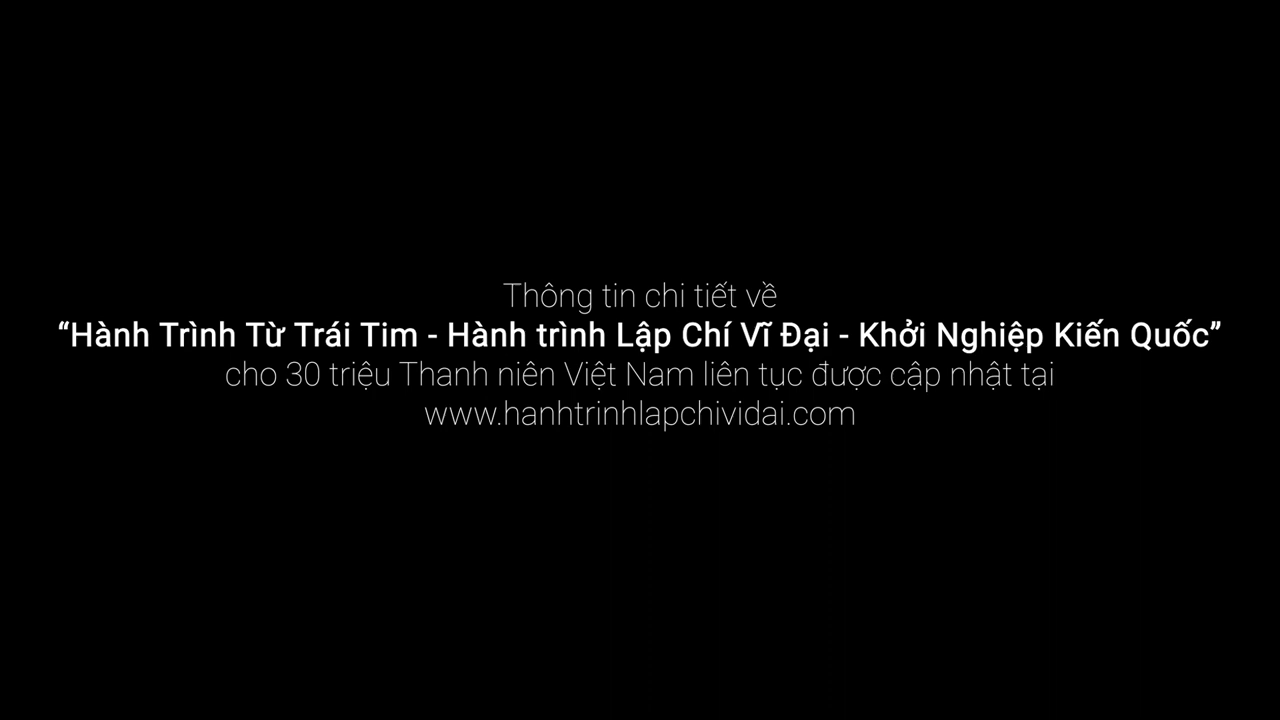 Thông tin chi tiết về
“Hành Trình Từ Trái Tim - Hành trình Lập Chí Vĩ Đại - Khởi Nghiệp Kiến Quốc”
cho 30 triệu Thanh niên Việt Nam liên tục được cập nhật tại
www.hanhtrinhlapchividai.com